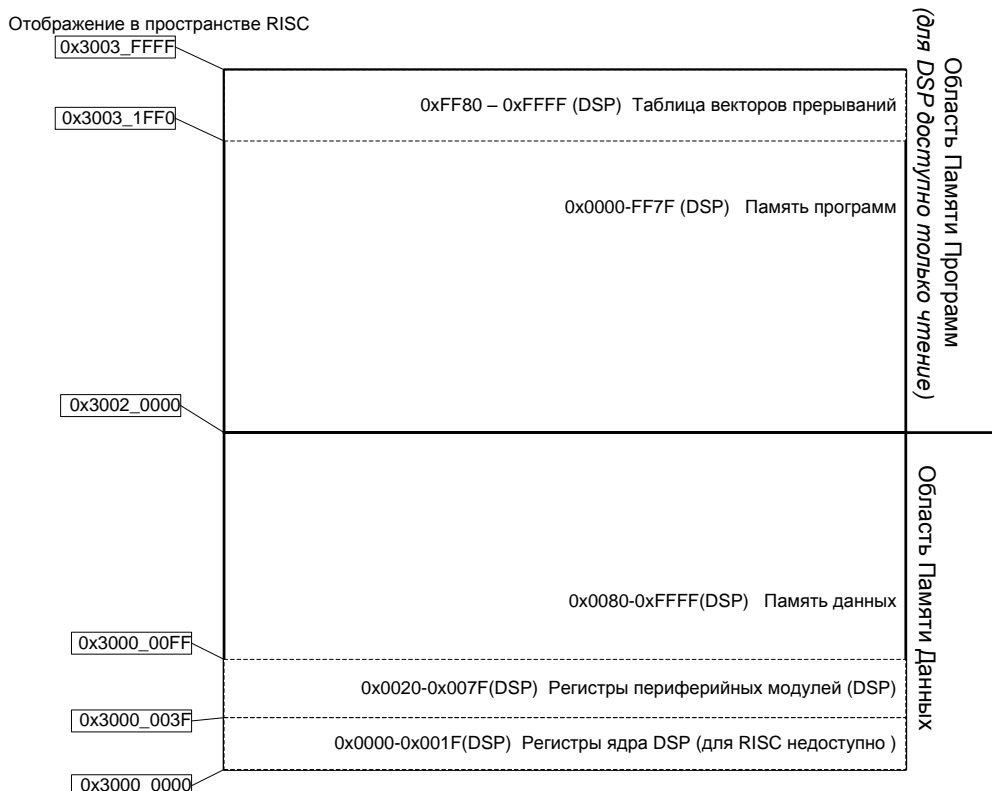 Отображение в пространстве RISC
0x3003_FFFF
0xFF80 – 0xFFFF (DSP) Таблица векторов прерываний
0x3003_1FF0
0x0000-FF7F (DSP) Память программ
Область Памяти Программ
(для DSP доступно только чтение)
0x3002_0000
0x0080-0xFFFF(DSP) Память данных
0x3000_00FF
0x0020-0x007F(DSP) Регистры периферийных модулей (DSP)
0x3000_003F
0x0000-0x001F(DSP) Регистры ядра DSP (для RISC недоступно )
0x3000_0000
Область Памяти Данных